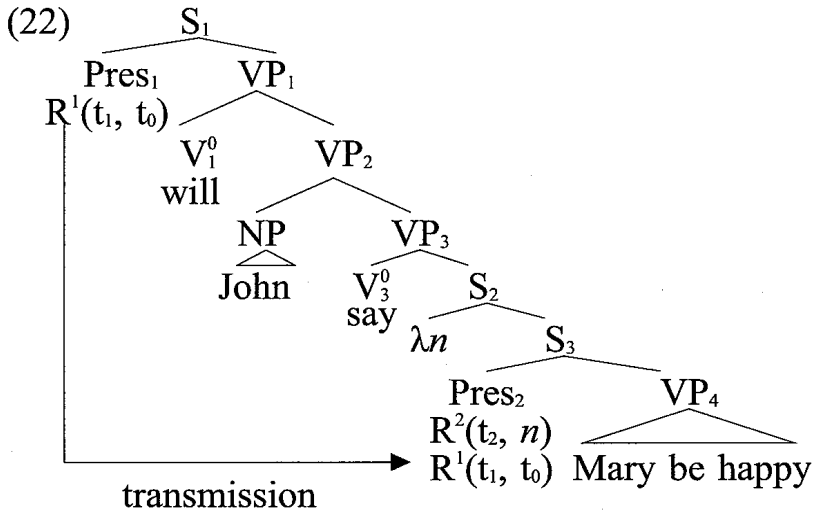 (22) S₁
Pres₁ VP₁
R¹(t₁, t₀)
V⁰₁ VP₂
will
NP VP₃
John V⁰₃ S₂
say
λn S₃
Pres₂ VP₄
R²(t₂, n)
R¹(t₁, t₀) Mary be happy
transmission